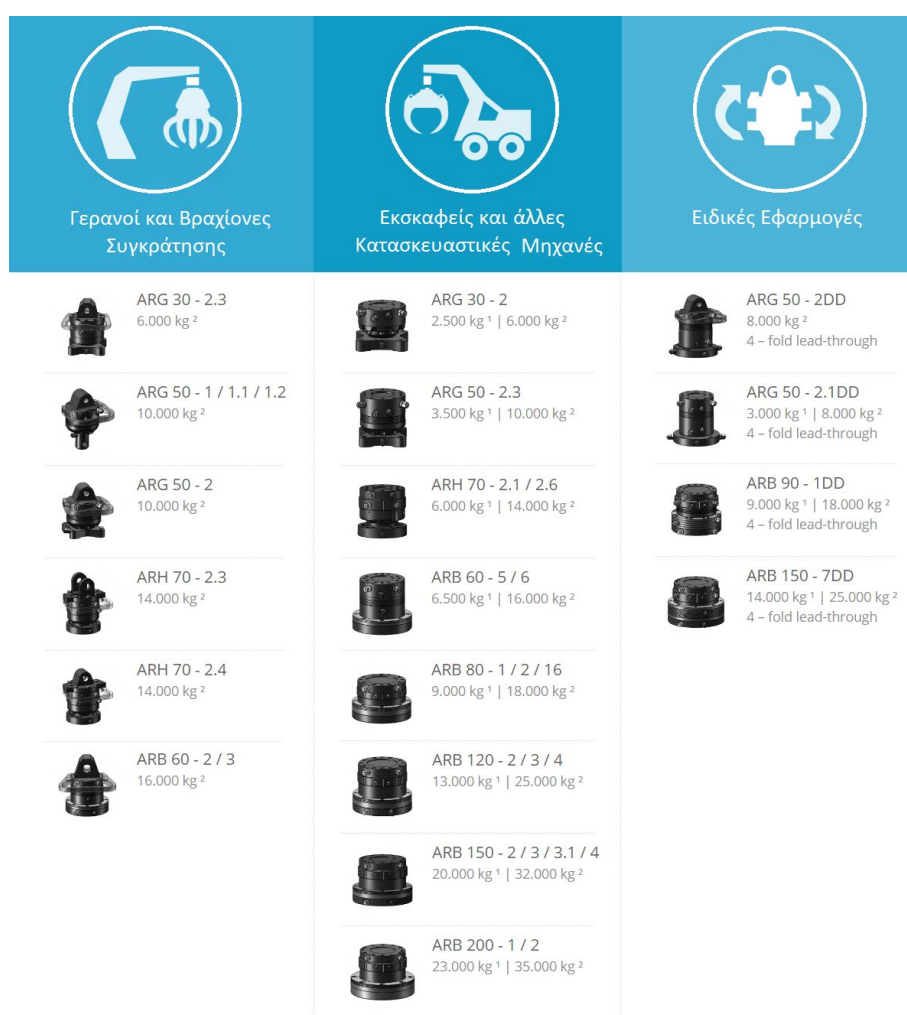 Γερανοί και Βραχίονες
Συγκράτησης
ARG 30 - 2.3
6.000 kg ²
ARG 50 - 1 / 1.1 / 1.2
10.000 kg ²
ARG 50 - 2
10.000 kg ²
ARH 70 - 2.3
14.000 kg ²
ARH 70 - 2.4
14.000 kg ²
ARB 60 - 2 / 3
16.000 kg ²
Εκσκαφείς και άλλες
Κατασκευαστικές Μηχανές
ARG 30 - 2
2.500 kg ¹ | 6.000 kg ²
ARG 50 - 2.3
3.500 kg ¹ | 10.000 kg ²
ARH 70 - 2.1 / 2.6
6.000 kg ¹ | 14.000 kg ²
ARB 60 - 5 / 6
6.500 kg ¹ | 16.000 kg ²
ARB 80 - 1 / 2 / 16
9.000 kg ¹ | 18.000 kg ²
ARB 120 - 2 / 3 / 4
13.000 kg ¹ | 25.000 kg ²
ARB 150 - 2 / 3 / 3.1 / 4
20.000 kg ¹ | 32.000 kg ²
ARB 200 - 1 / 2
23.000 kg ¹ | 35.000 kg ²
Ειδικές Εφαρμογές
ARG 50 - 2DD
8.000 kg ²
4 – fold lead-through
ARG 50 - 2.1DD
3.000 kg ¹ | 8.000 kg ²
4 – fold lead-through
ARB 90 - 1DD
9.000 kg ¹ | 18.000 kg ²
4 – fold lead-through
ARB 150 - 7DD
14.000 kg ¹ | 25.000 kg ²
4 – fold lead-through